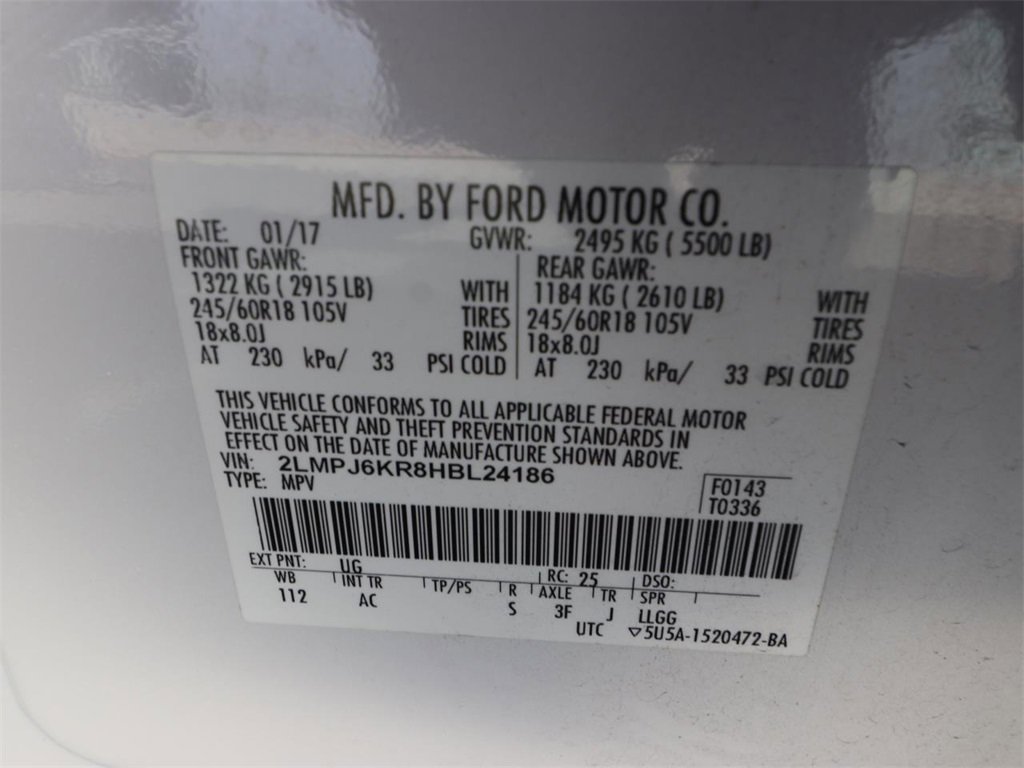 MFD. BY FORD MOTOR CO.
DATE: 01/17 GVWR: 2495 KG ( 5500 LB)
FRONT GAWR: REAR GAWR:
1322 KG ( 2915 LB) WITH 1184 KG ( 2610 LB) WITH
245/60R18 105V TIRES 245/60R18 105V TIRES
18x8.0J RIMS 18x8.0J RIMS
AT 230 kPa/ 33 PSI COLD AT 230 kPa/ 33 PSI COLD
THIS VEHICLE CONFORMS TO ALL APPLICABLE FEDERAL MOTOR
VEHICLE SAFETY AND THEFT PREVENTION STANDARDS IN
EFFECT ON THE DATE OF MANUFACTURE SHOWN ABOVE.
VIN: 2LMPJ6KR8HBL24186
TYPE: MPV F0143
T0336
EXT PNT: UG RC: 25 DSO:
WB INT TR TP/PS R AXLE TR SPR
112 AC S 3F J LLGG
UTC ▽5U5A-1520472-BA